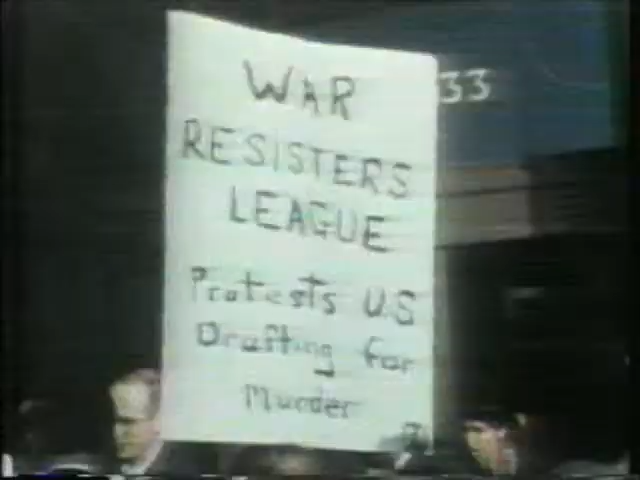 WAR
RESISTERS
LEAGUE
Protests U.S
Drafting for
Murder
33